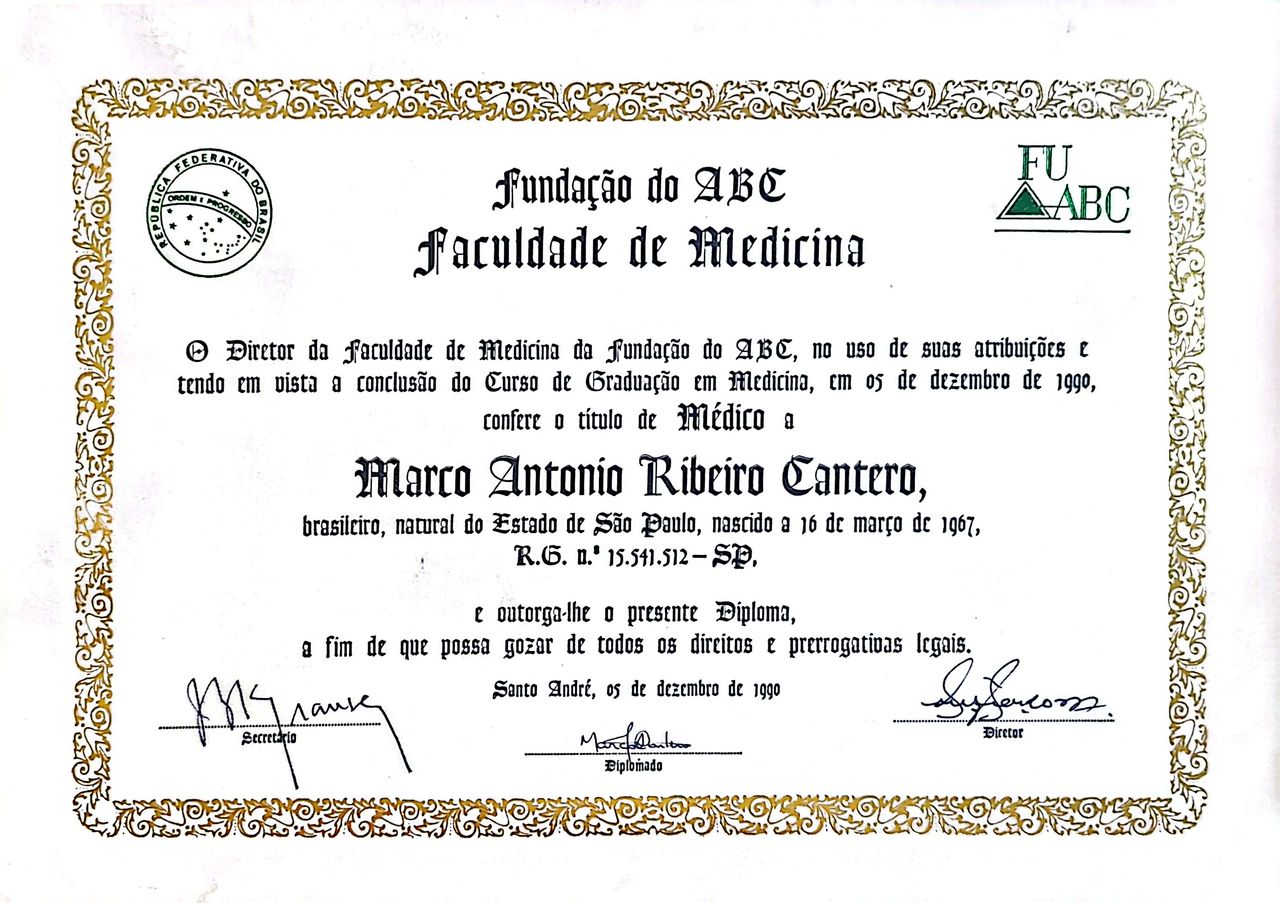 REPÚBLICA FEDERATIVA DO BRASIL
ORDEM E PROGRESSO
FU
ABC
Fundação do ABC
Faculdade de Medicina
O Diretor da Faculdade de Medicina da Fundação do ABC, no uso de suas atribuições e
tendo em vista a conclusão do Curso de Graduação em Medicina, em 05 de dezembro de 1990,
confere o título de Médico a
Marco Antonio Ribeiro Cantero,
brasileiro, natural do Estado de São Paulo, nascido a 16 de março de 1967,
R.G. n.º 15.541.512 – SP,
e outorga-lhe o presente Diploma,
a fim de que possa gozar de todos os direitos e prerrogativas legais.
Santo André, 05 de dezembro de 1990
Secretário
Diplomado
Diretor